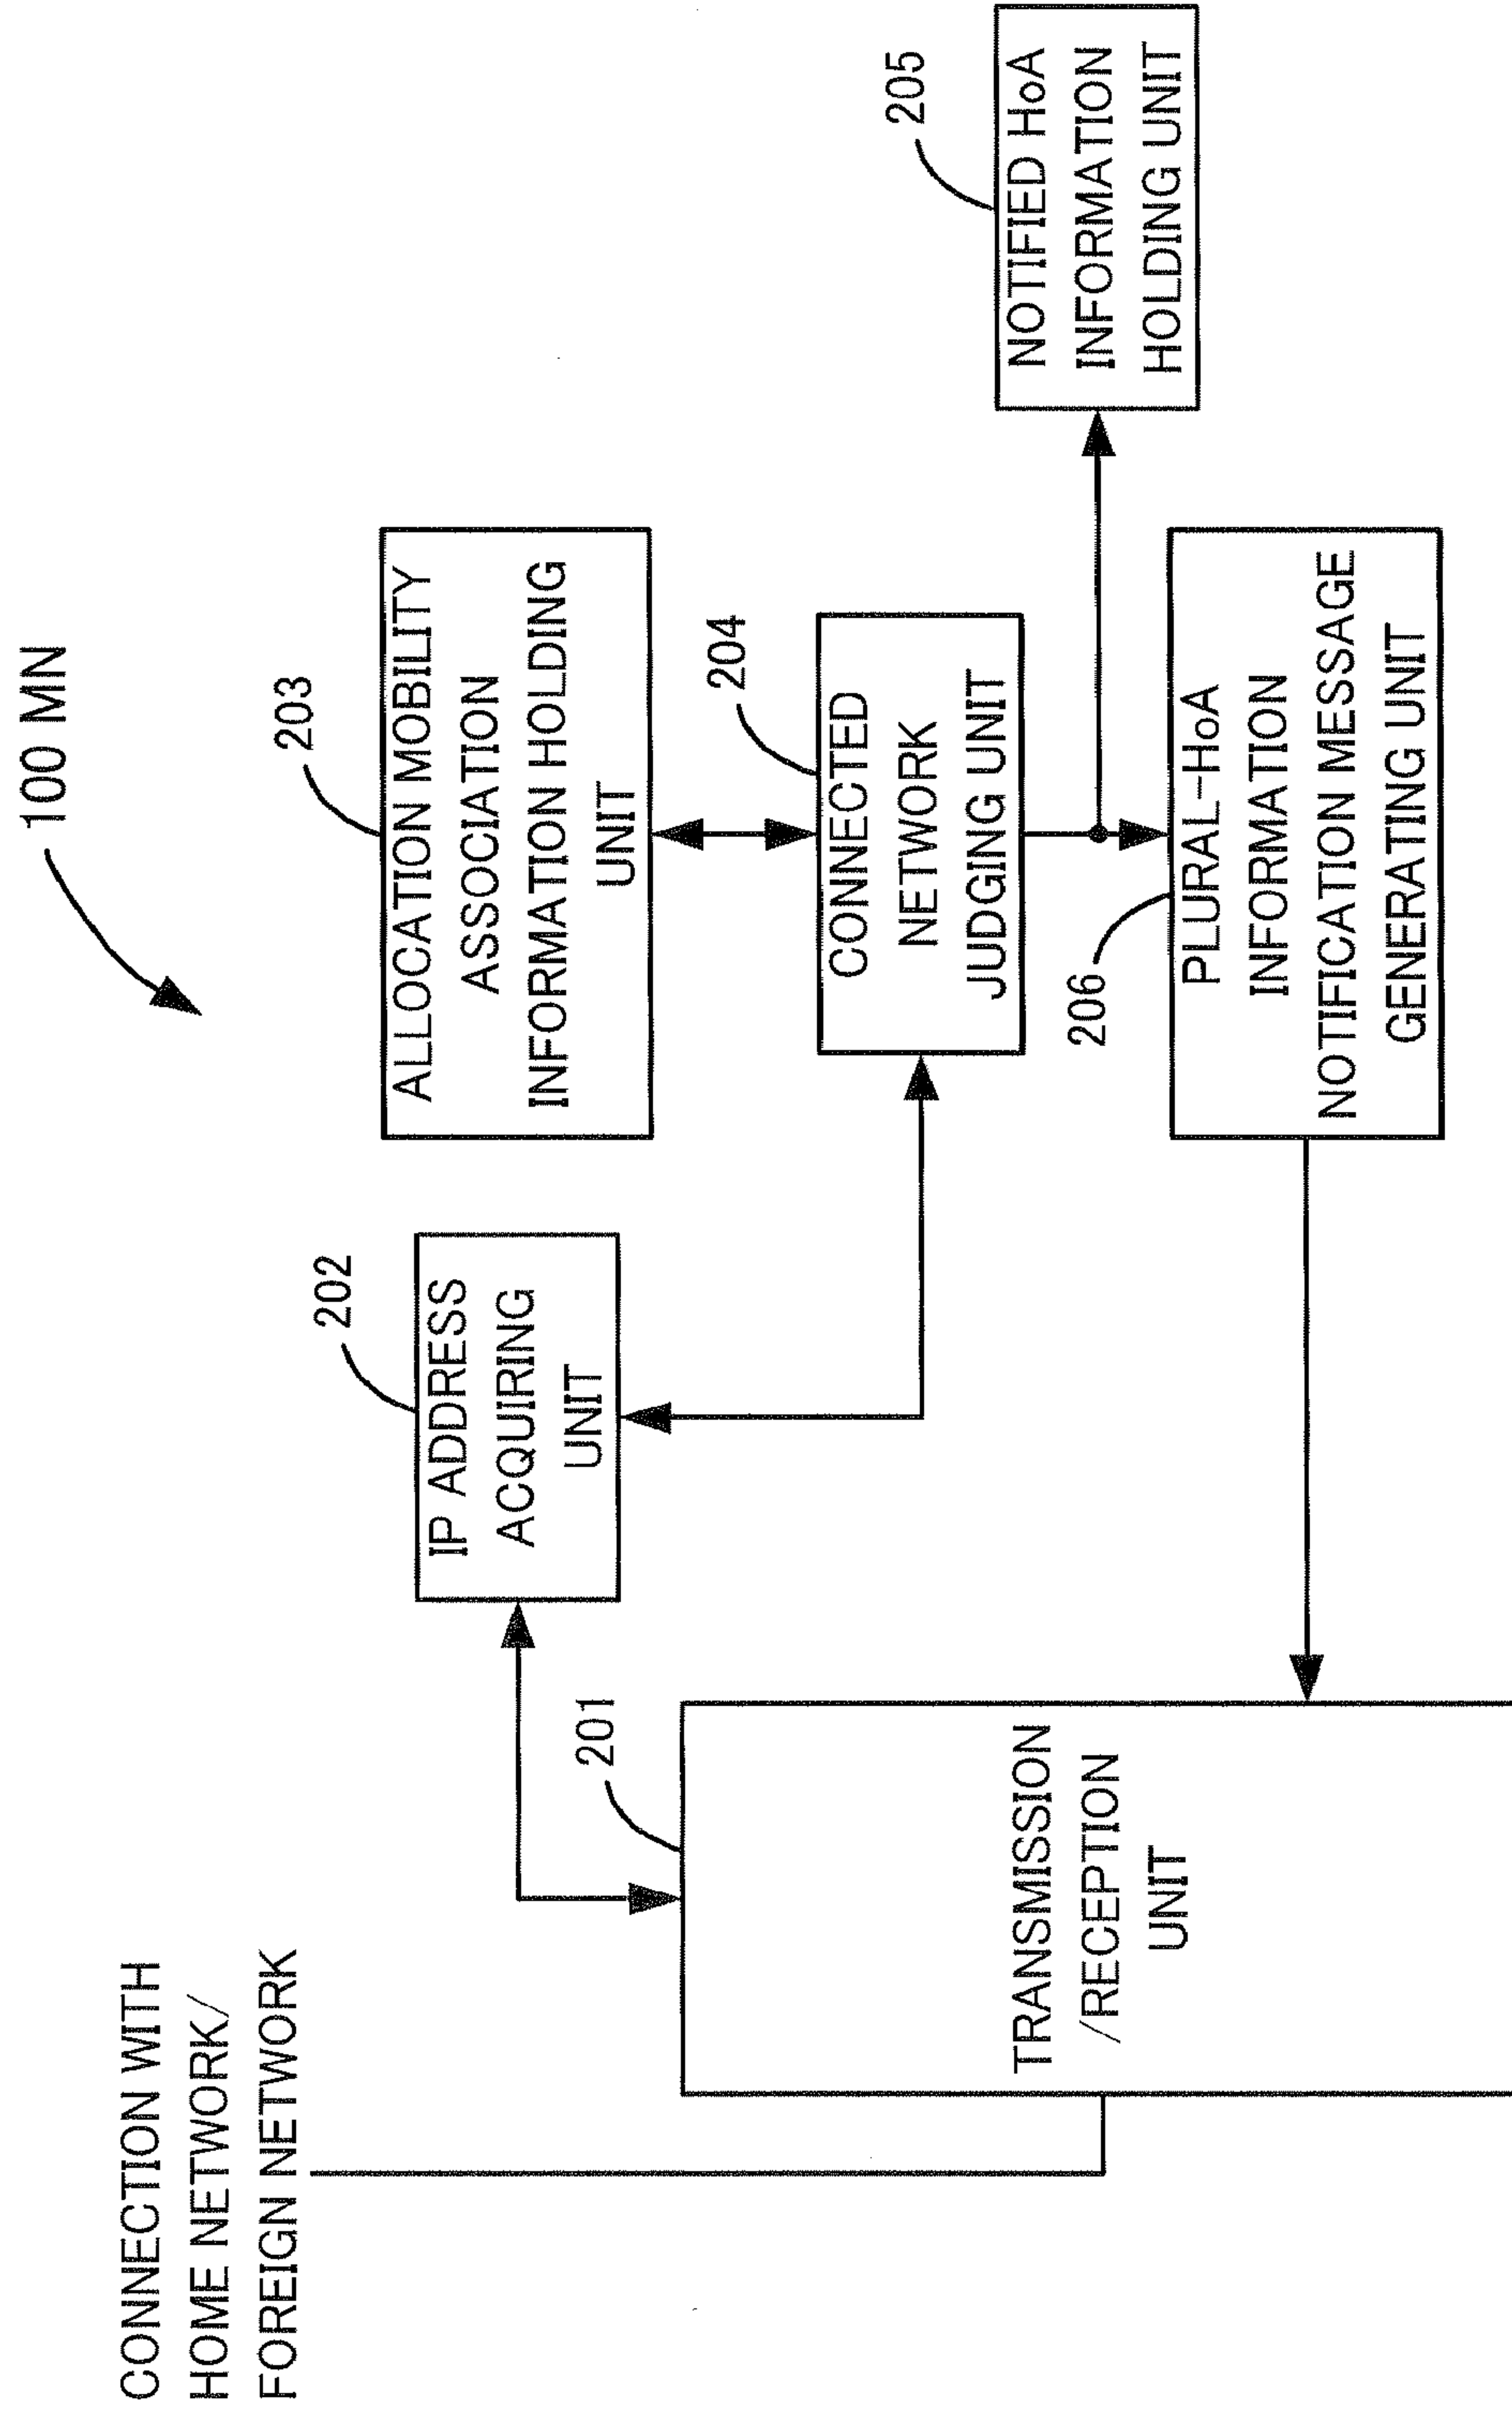 100 MN
CONNECTION WITH
HOME NETWORK/
FOREIGN NETWORK
201
TRANSMISSION
/RECEPTION
UNIT
202
IP ADDRESS
ACQUIRING
UNIT
203
ALLOCATION MOBILITY
ASSOCIATION
INFORMATION HOLDING
UNIT
204
CONNECTED
NETWORK
JUDGING UNIT
205
NOTIFIED HoA
INFORMATION
HOLDING UNIT
206
PLURAL-HoA
INFORMATION
NOTIFICATION MESSAGE
GENERATING UNIT